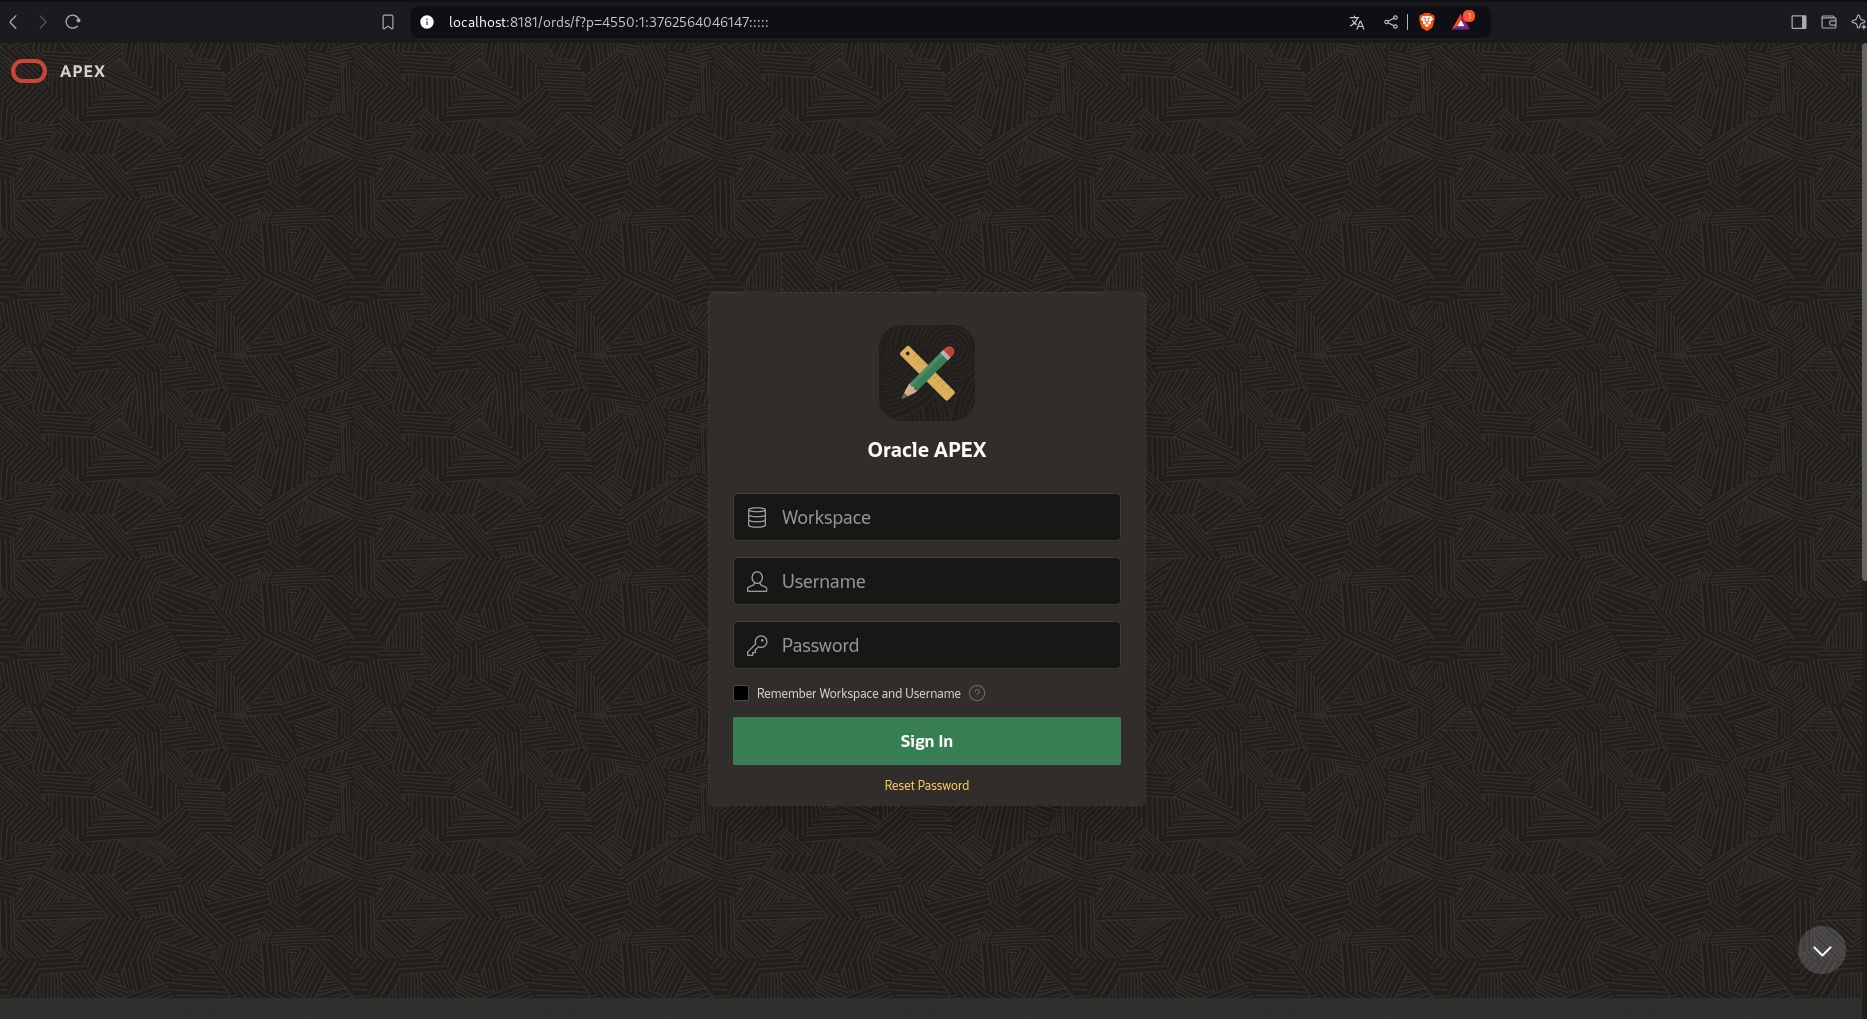 localhost:8181/ords/f?p=4550:1:3762564046147:::::
1
APEX
Oracle APEX
Workspace
Username
Password
Remember Workspace and Username ?
Sign In
Reset Password